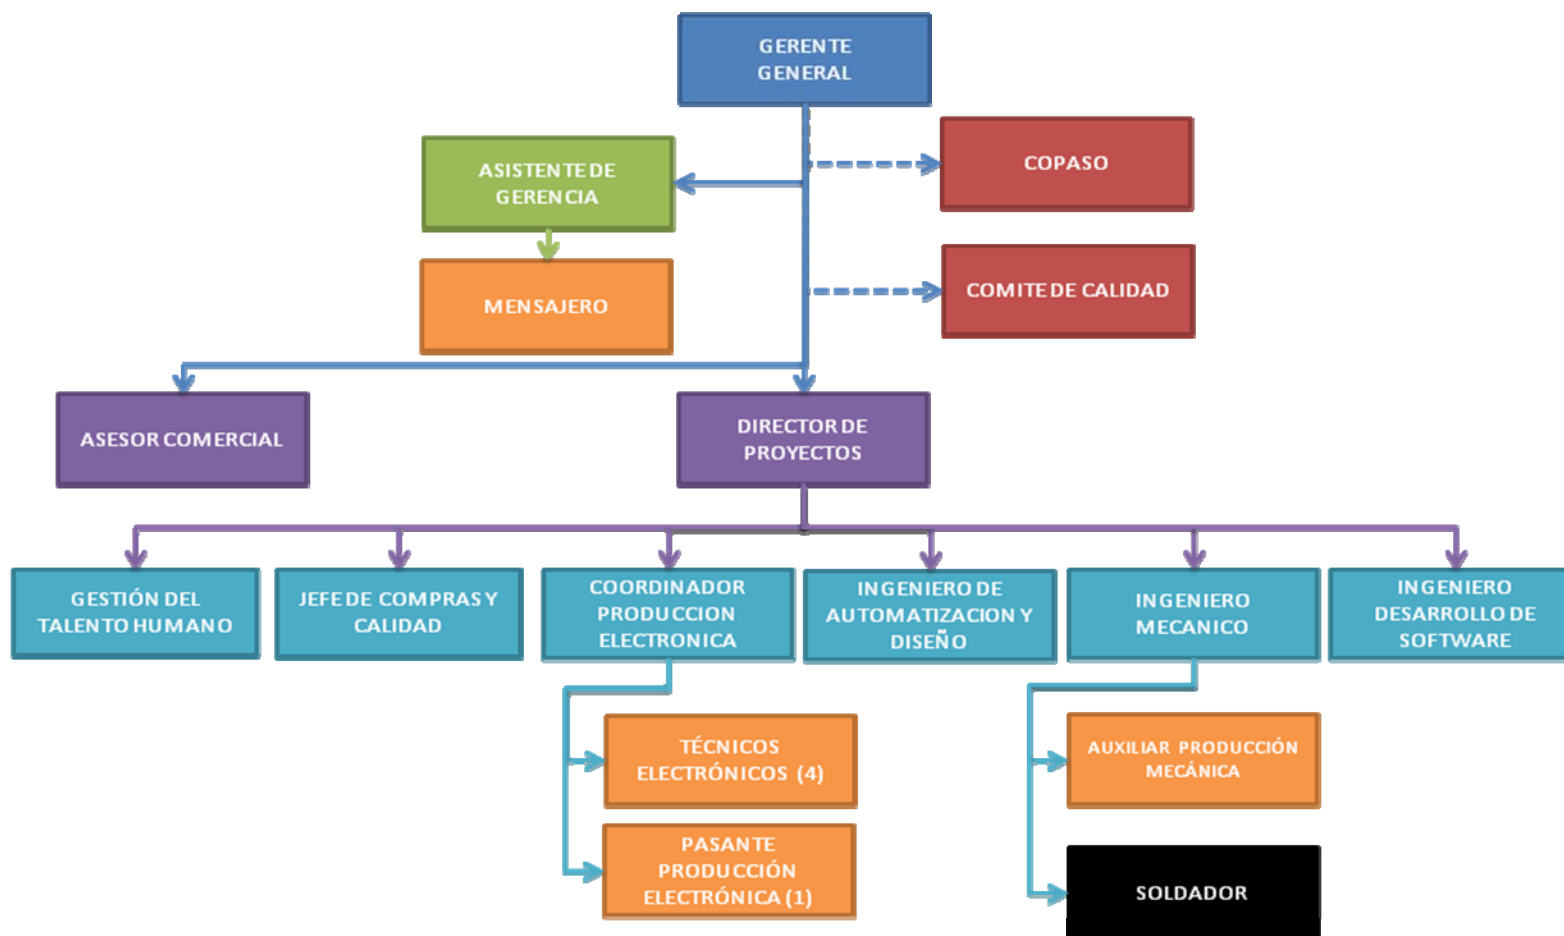 GERENTE
GENERAL
COPASO
ASISTENTE DE
GERENCIA
COMITE DE CALIDAD
MENSAJERO
ASESOR COMERCIAL
DIRECTOR DE
PROYECTOS
GESTIÓN DEL
TALENTO HUMANO
JEFE DE COMPRAS Y
CALIDAD
COORDINADOR
PRODUCCION
ELECTRONICA
INGENIERO DE
AUTOMATIZACION Y
DISEÑO
INGENIERO
MECANICO
INGENIERO
DESARROLLO DE
SOFTWARE
TÉCNICOS
ELECTRÓNICOS (4)
AUXILIAR PRODUCCIÓN
MECÁNICA
PASANTE
PRODUCCIÓN
ELECTRÓNICA (1)
SOLDADOR